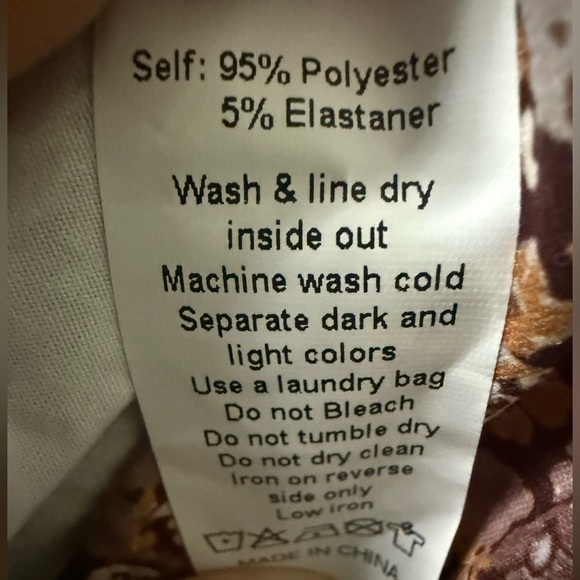 Self: 95% Polyester
5% Elastaner
Wash & line dry
inside out
Machine wash cold
Separate dark and
light colors
Use a laundry bag
Do not Bleach
Do not tumble dry
Do not dry clean
Iron on reverse
side only
Low iron
MADE IN CHINA